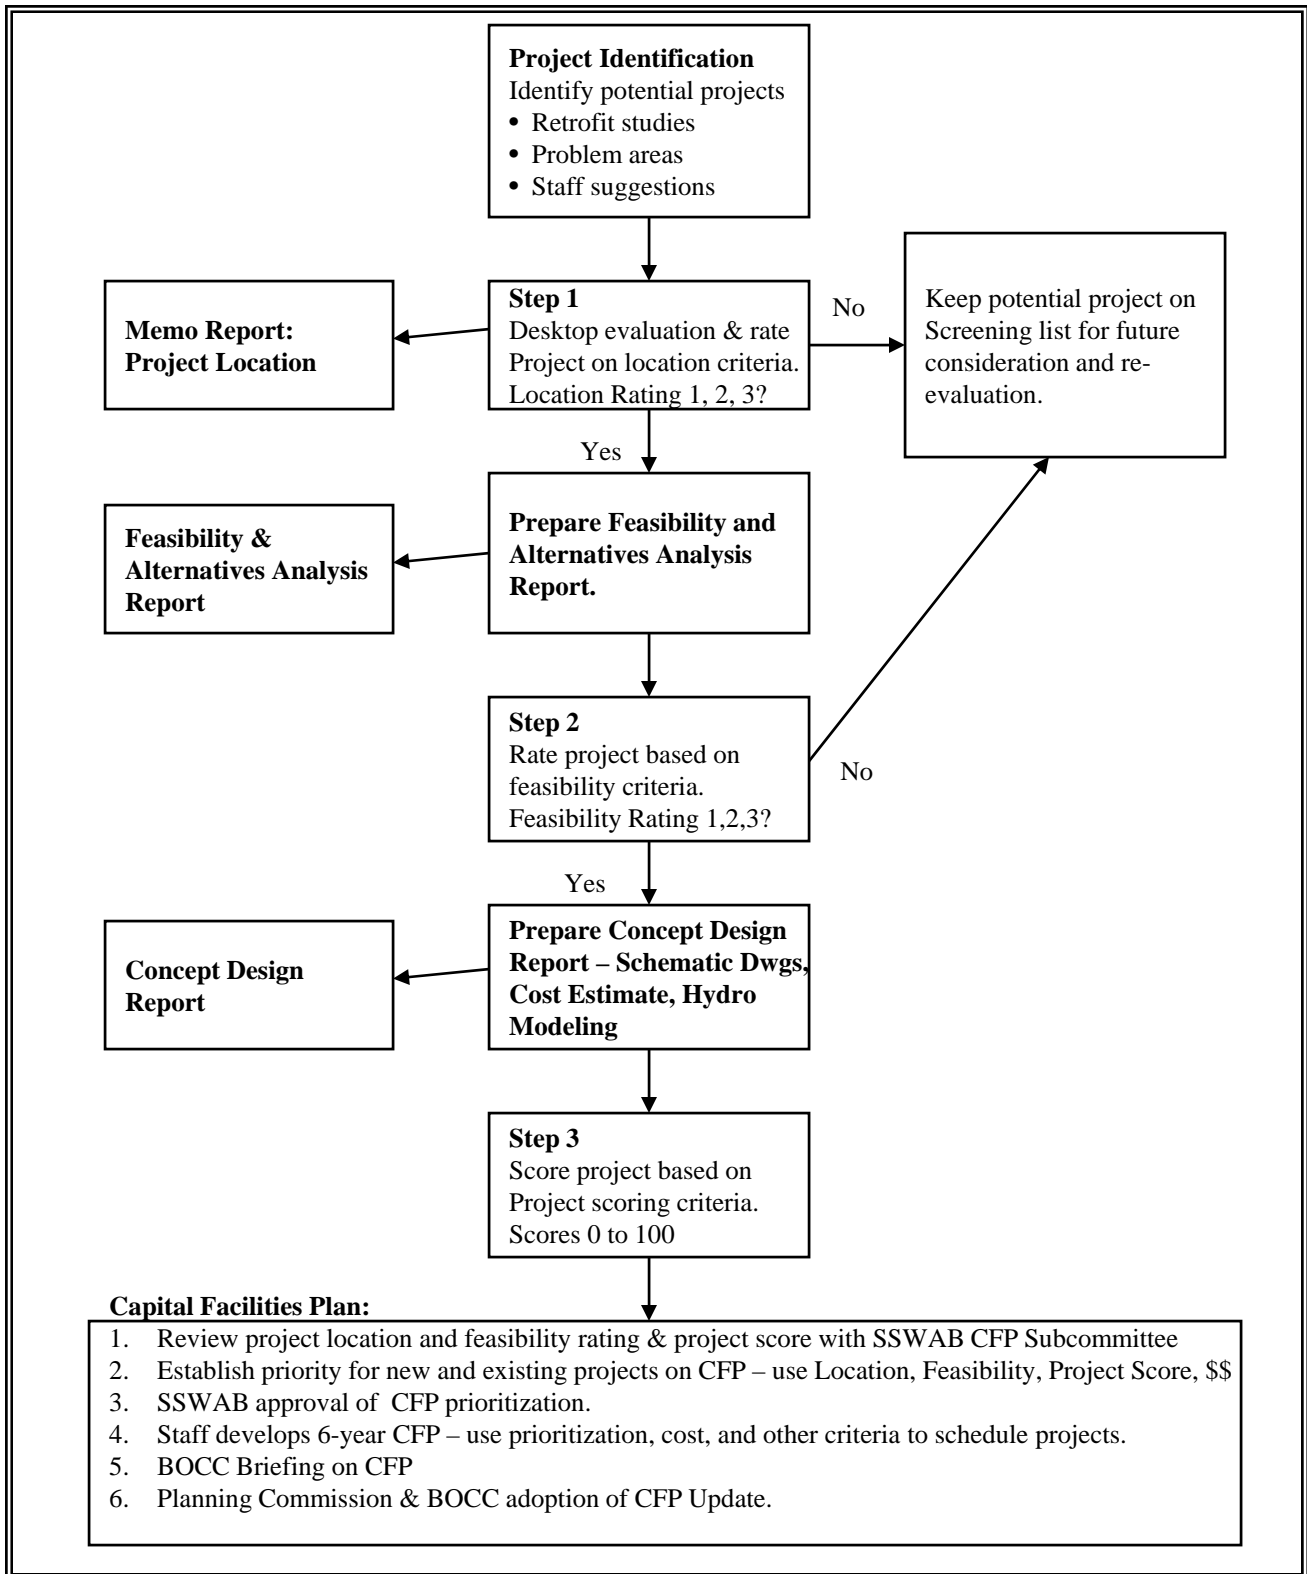 Project Identification
Identify potential projects
• Retrofit studies
• Problem areas
• Staff suggestions
Memo Report:
Project Location
Step 1
Desktop evaluation & rate
Project on location criteria.
Location Rating 1, 2, 3?
No
Keep potential project on
Screening list for future
consideration and re-
evaluation.
Yes
Feasibility &
Alternatives Analysis
Report
Prepare Feasibility and
Alternatives Analysis
Report.
Step 2
Rate project based on
feasibility criteria.
Feasibility Rating 1,2,3?
No
Yes
Concept Design
Report
Prepare Concept Design
Report – Schematic Dwgs,
Cost Estimate, Hydro
Modeling
Step 3
Score project based on
Project scoring criteria.
Scores 0 to 100
Capital Facilities Plan:
1. Review project location and feasibility rating & project score with SSWAB CFP Subcommittee
2. Establish priority for new and existing projects on CFP – use Location, Feasibility, Project Score, $$
3. SSWAB approval of CFP prioritization.
4. Staff develops 6-year CFP – use prioritization, cost, and other criteria to schedule projects.
5. BOCC Briefing on CFP
6. Planning Commission & BOCC adoption of CFP Update.